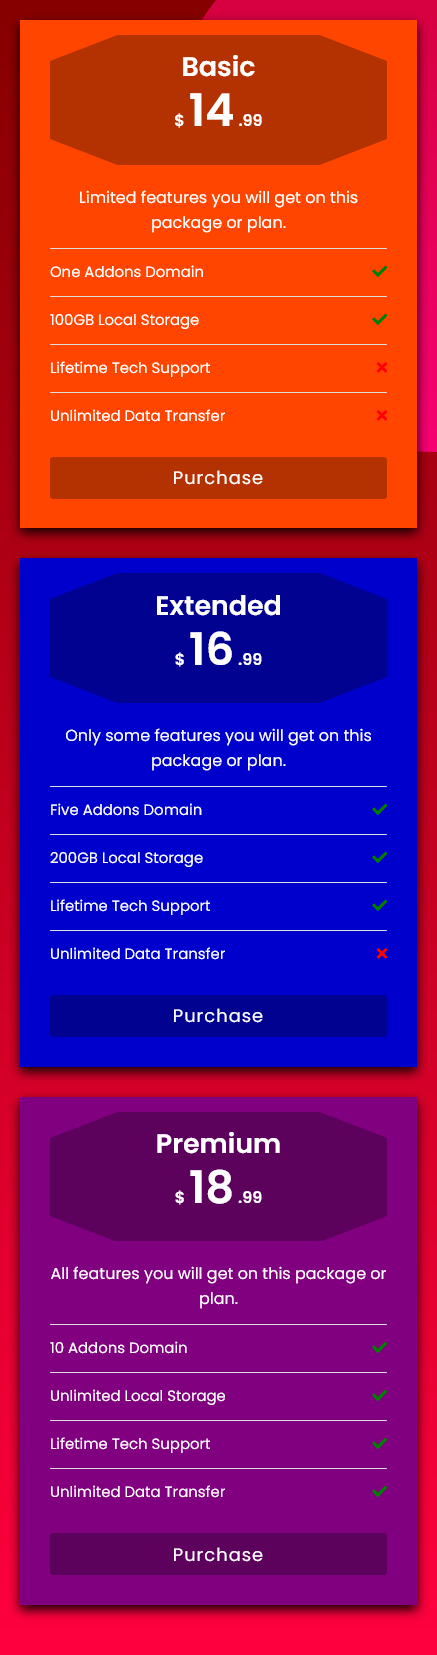 Basic
$ 14 .99
Limited features you will get on this
package or plan.
One Addons Domain
100GB Local Storage
Lifetime Tech Support
Unlimited Data Transfer
Purchase
Extended
$ 16 .99
Only some features you will get on this
package or plan.
Five Addons Domain
200GB Local Storage
Lifetime Tech Support
Unlimited Data Transfer
Purchase
Premium
$ 18 .99
All features you will get on this package or
plan.
10 Addons Domain
Unlimited Local Storage
Lifetime Tech Support
Unlimited Data Transfer
Purchase